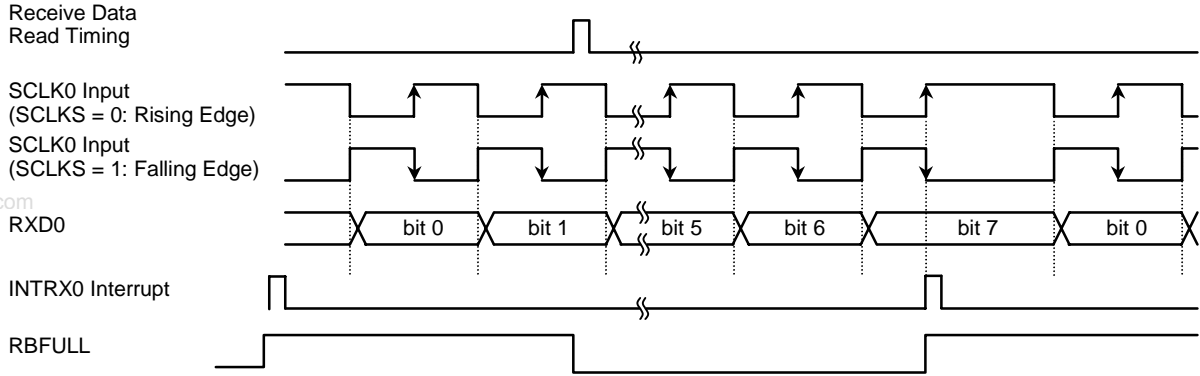 Receive Data
Read Timing
SCLK0 Input
(SCLKS = 0: Rising Edge)
SCLK0 Input
(SCLKS = 1: Falling Edge)
com
RXD0
bit 0 bit 1 bit 5 bit 6 bit 7 bit 0
INTRX0 Interrupt
RBFULL